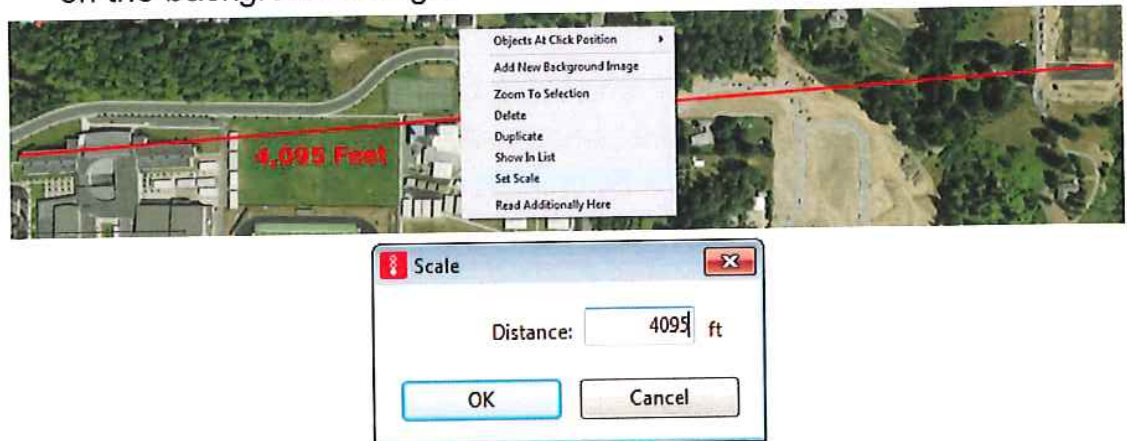 Objects At Click Position
Add New Background Image
Zoom To Selection
Delete
Duplicate
Show In List
Set Scale
Read Additionally Here
4,095 Feet
Scale
Distance: 4095 ft
OK Cancel